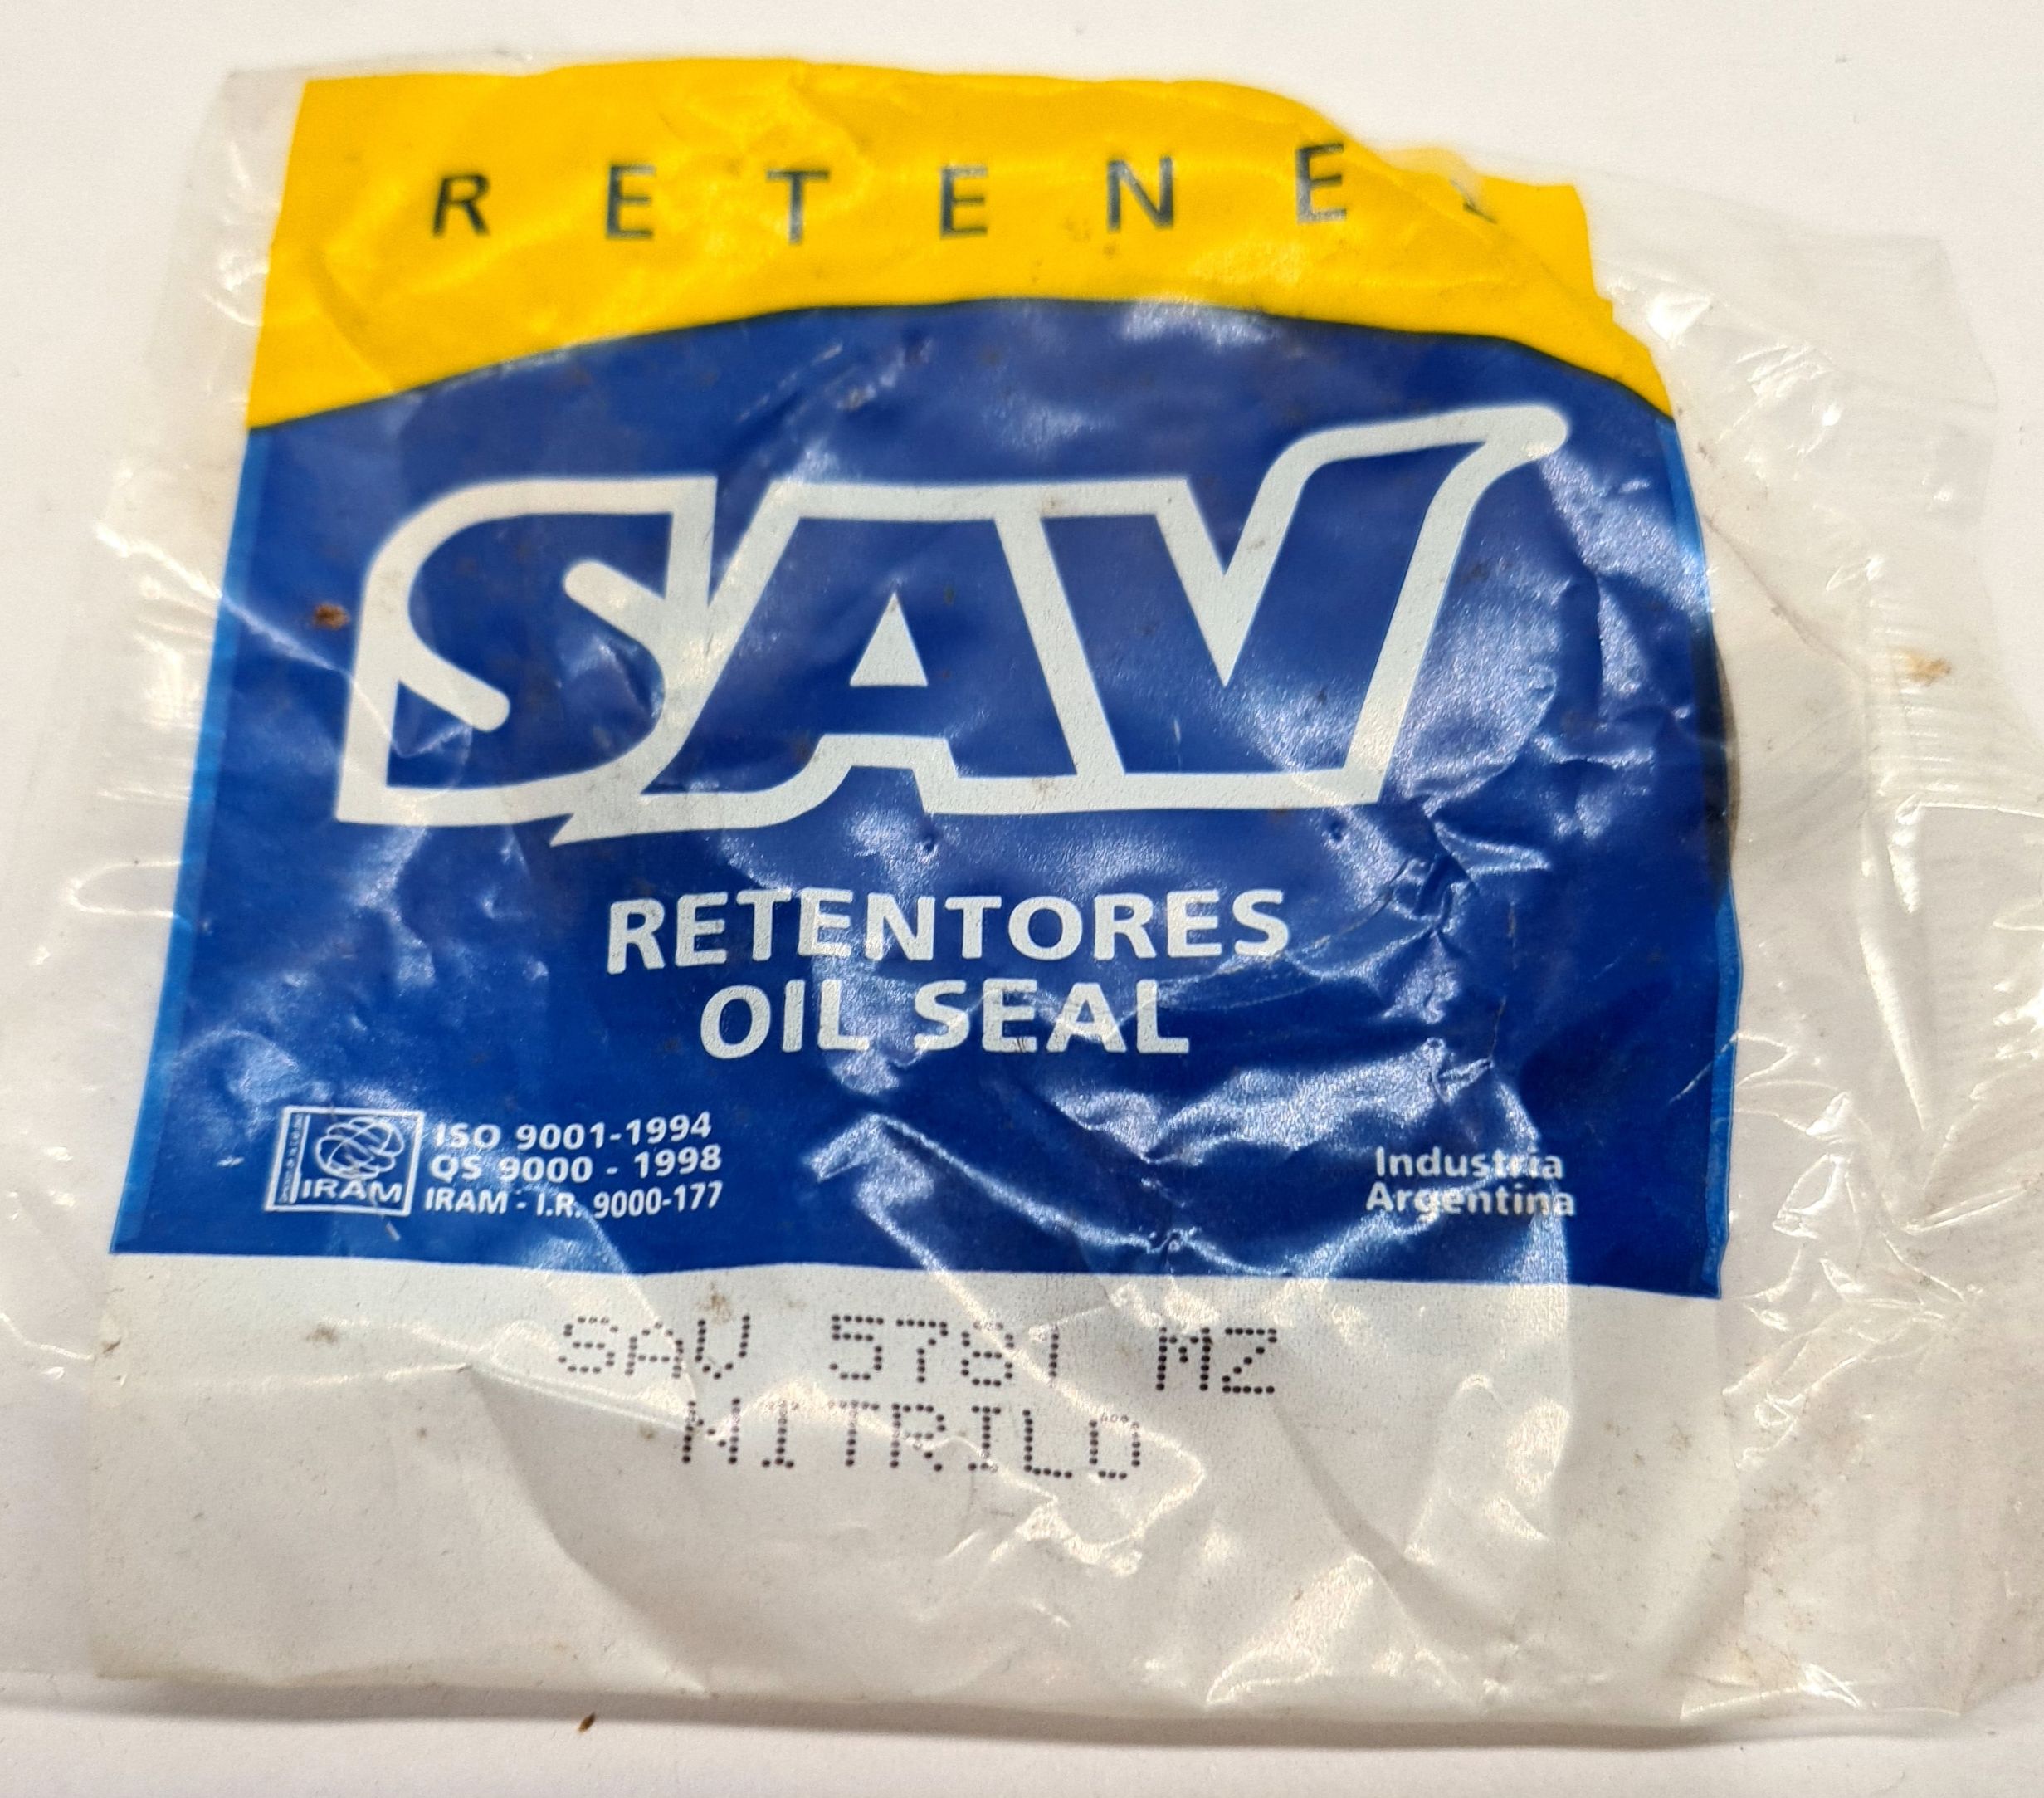 RETENE
SAV
RETENTORES
OIL SEAL
ISO 9001-1994
QS 9000 - 1998
IRAM - I.R. 9000-177
IRAM
Industria
Argentina
SAV 5781 MZ
NITRILO